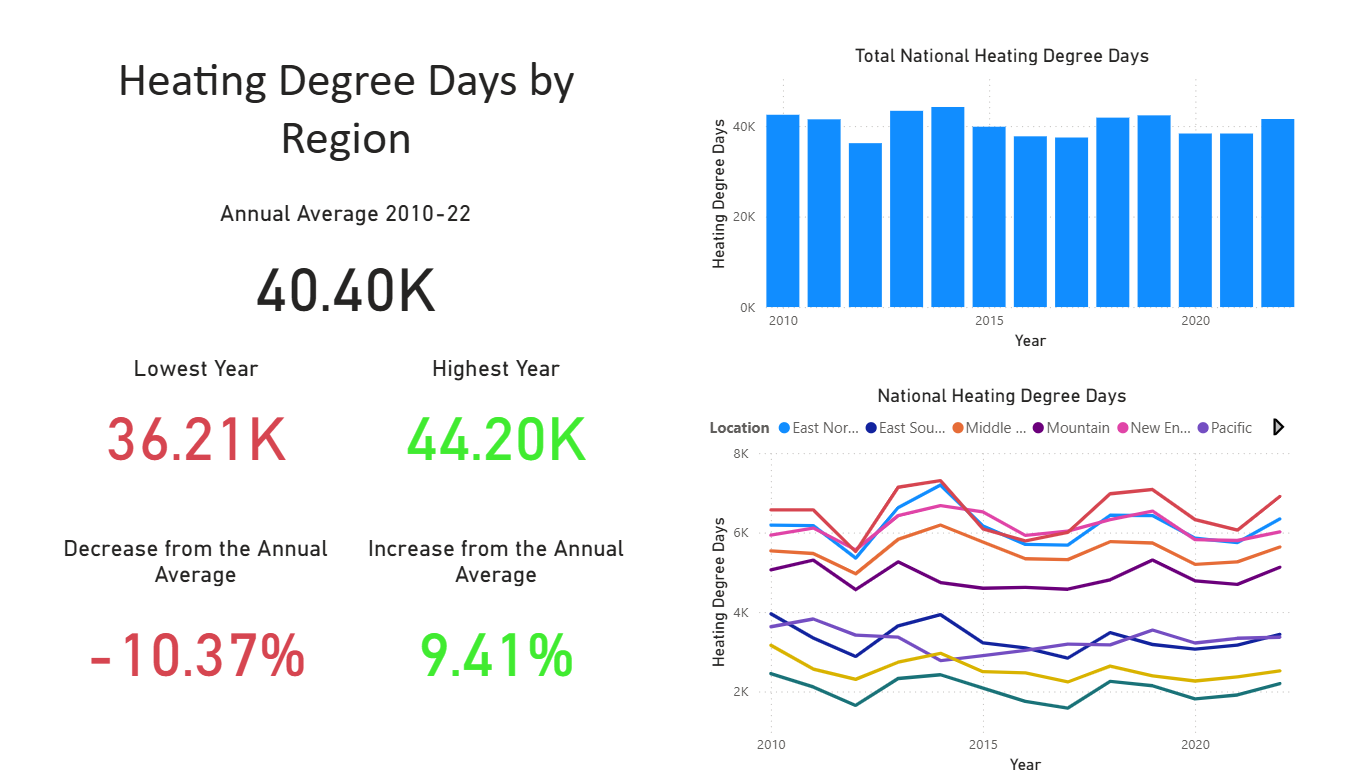 Heating Degree Days by
Region
Annual Average 2010-22
40.40K
Lowest Year
Highest Year
36.21K
44.20K
Decrease from the Annual
Average
Increase from the Annual
Average
-10.37%
9.41%
Total National Heating Degree Days
Heating Degree Days
40K
20K
0K
2010
2015
2020
Year
National Heating Degree Days
Location East Nor... East Sou... Middle ... Mountain New En... Pacific
Heating Degree Days
8K
6K
4K
2K
2010
2015
2020
Year